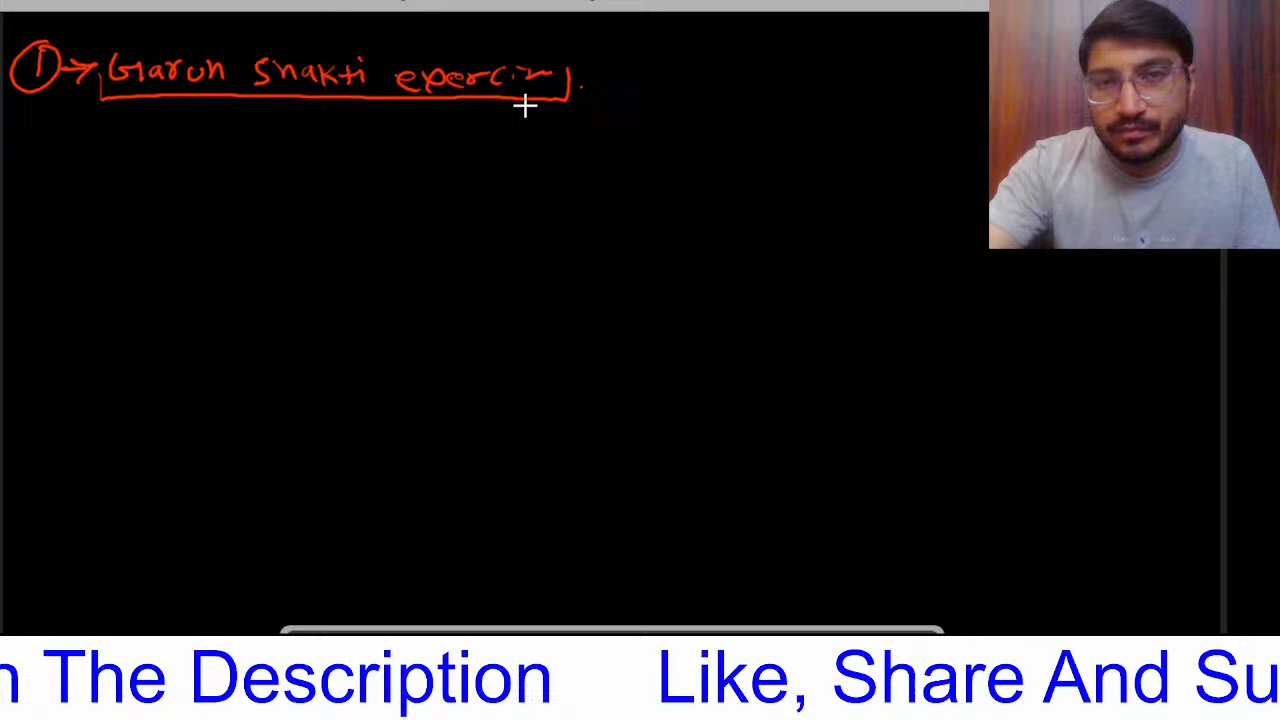 ① → Garun Shakti exercise.
n The Description Like, Share And Su